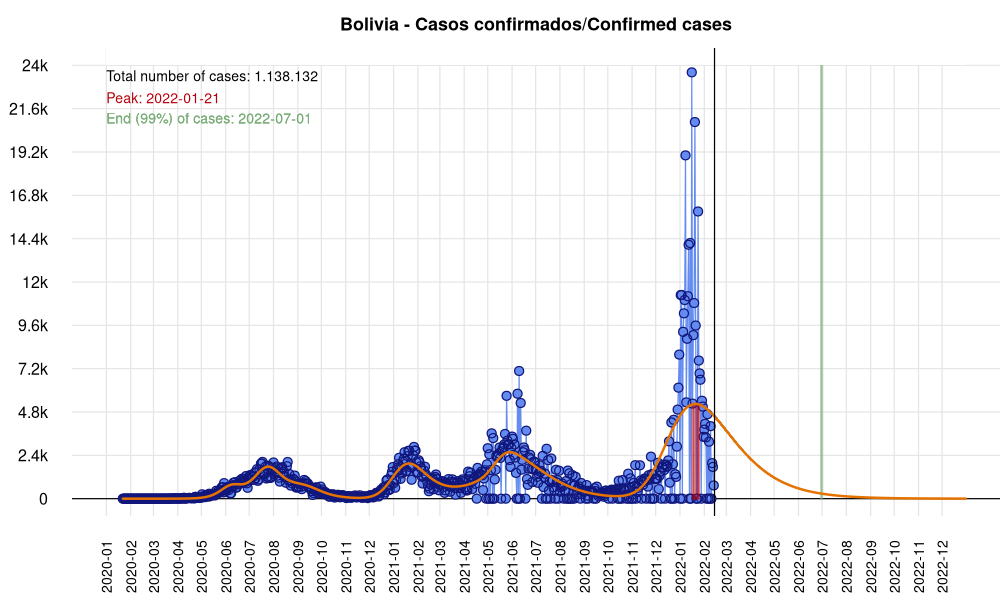 Bolivia - Casos confirmados/Confirmed cases
24k
Total number of cases: 1.138.132
Peak: 2022-01-21
21.6k
End (99%) of cases: 2022-07-01
19.2k
16.8k
14.4k
12k
9.6k
7.2k
4.8k
2.4k
0
2020-01
2020-02
2020-03
2020-04
2020-05
2020-06
2020-07
2020-08
2020-09
2020-10
2020-11
2020-12
2021-01
2021-02
2021-03
2021-04
2021-05
2021-06
2021-07
2021-08
2021-09
2021-10
2021-11
2021-12
2022-01
2022-02
2022-03
2022-04
2022-05
2022-06
2022-07
2022-08
2022-09
2022-10
2022-11
2022-12